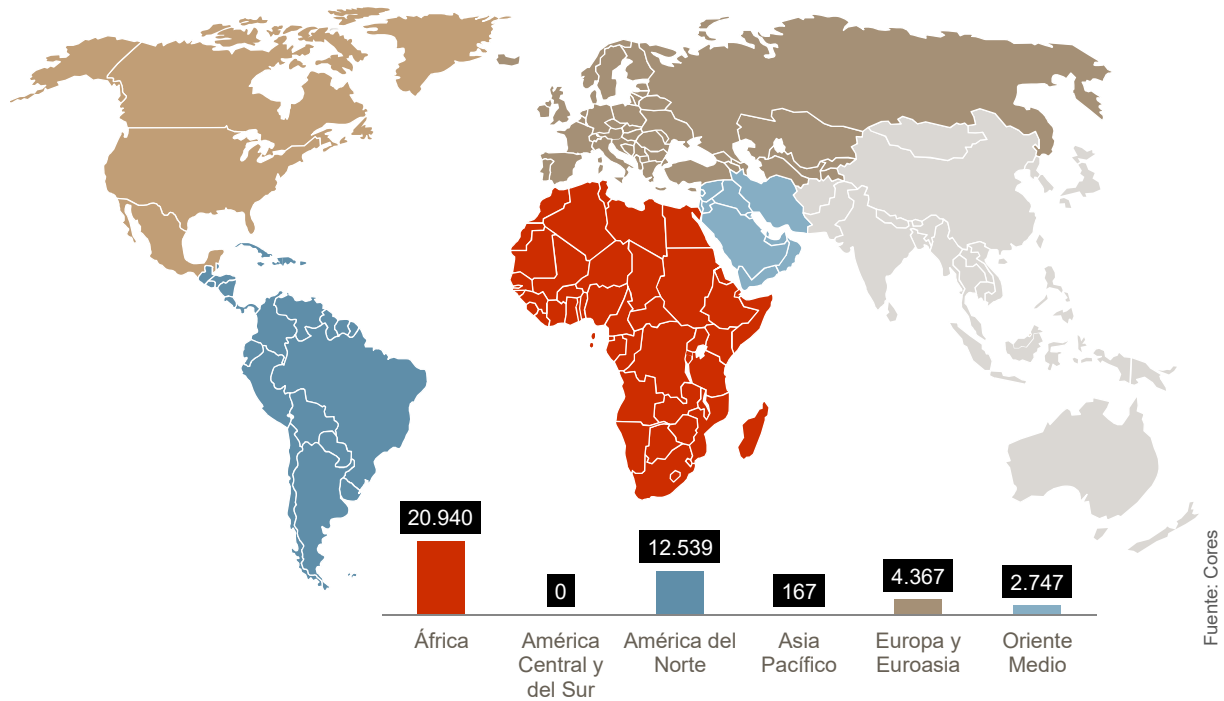 20.940
0
12.539
167
4.367
2.747
África
América
Central y
del Sur
América del
Norte
Asia
Pacífico
Europa y
Euroasia
Oriente
Medio
Fuente: Cores